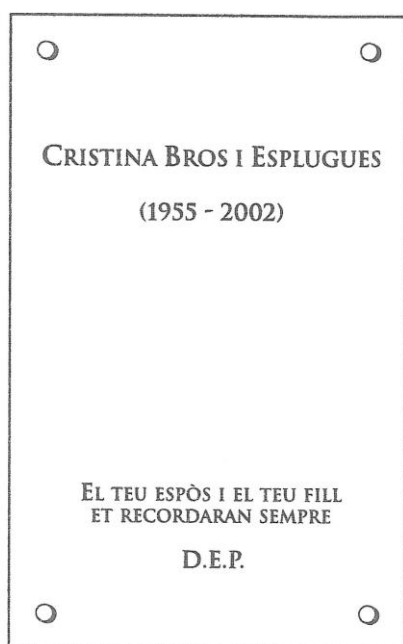 Cristina Bros i Esplugues
(1955 - 2002)
El teu espòs i el teu fill
et recordaran sempre
D.E.P.